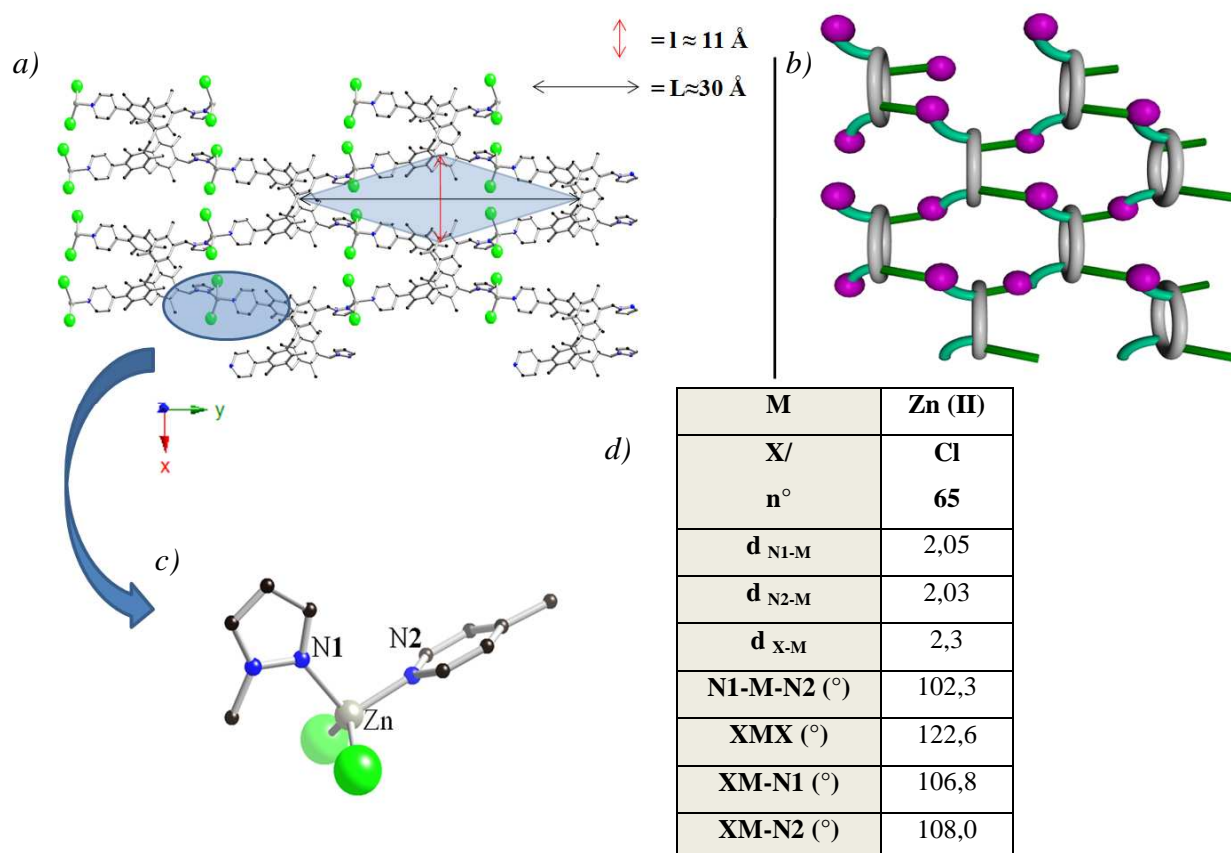 a)
= l ≈ 11 Å
= L≈30 Å
b)
z
y
x
c)
N1
N2
Zn
d)
M Zn (II)
X/ Cl
n° 65
d N1-M 2,05
d N2-M 2,03
d X-M 2,3
N1-M-N2 (°) 102,3
XMX (°) 122,6
XM-N1 (°) 106,8
XM-N2 (°) 108,0